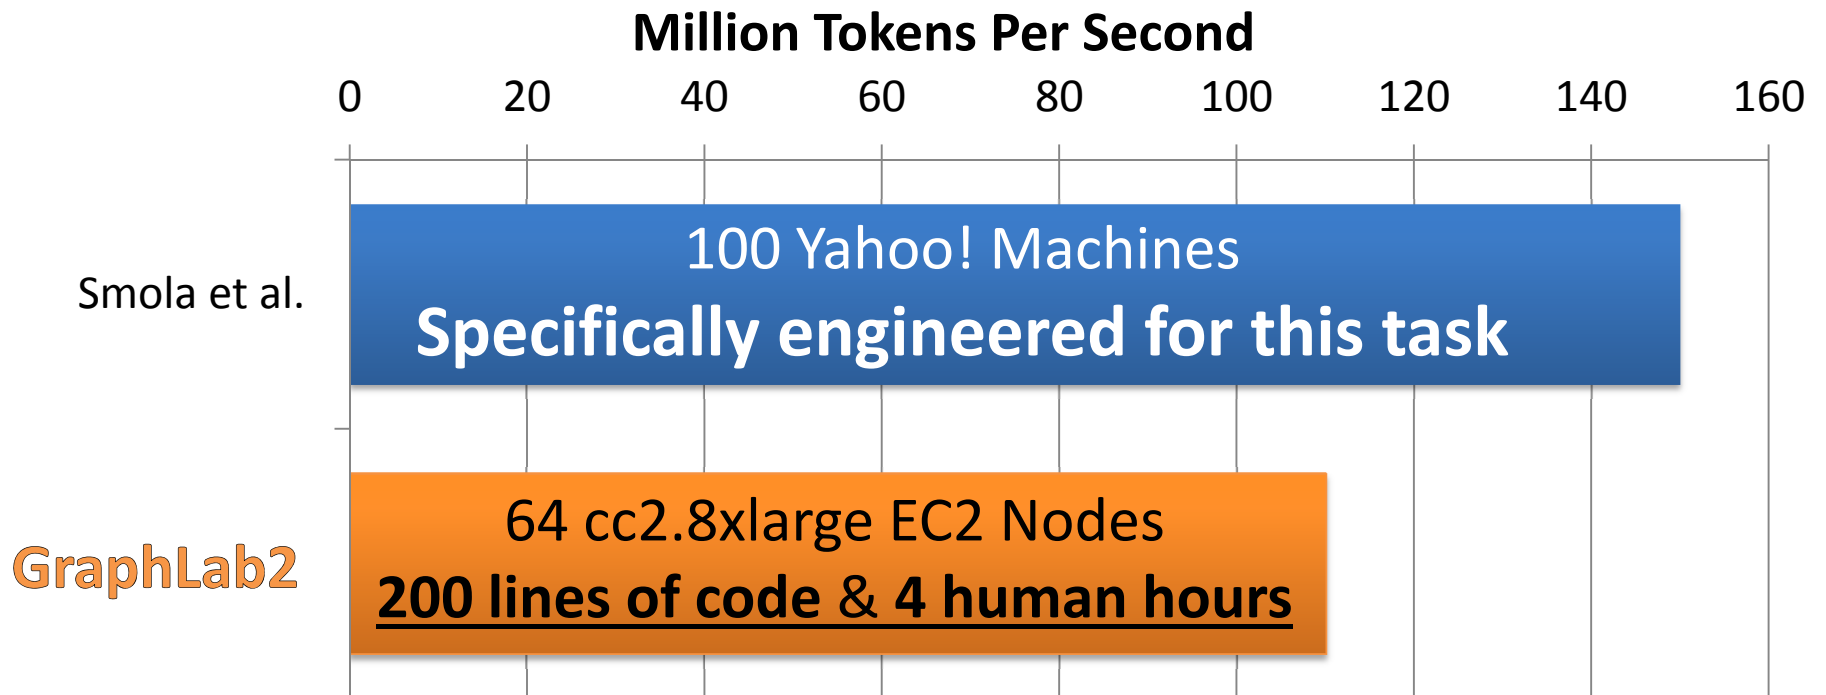 Million Tokens Per Second
0 20 40 60 80 100 120 140 160
Smola et al.
100 Yahoo! Machines
Specifically engineered for this task
GraphLab2
64 cc2.8xlarge EC2 Nodes
200 lines of code & 4 human hours